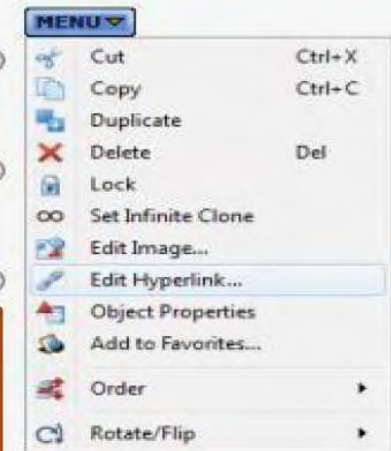 MENU
Cut Ctrl+X
Copy Ctrl+C
Duplicate
Delete Del
Lock
Set Infinite Clone
Edit Image...
Edit Hyperlink...
Object Properties
Add to Favorites...
Order
Rotate/Flip